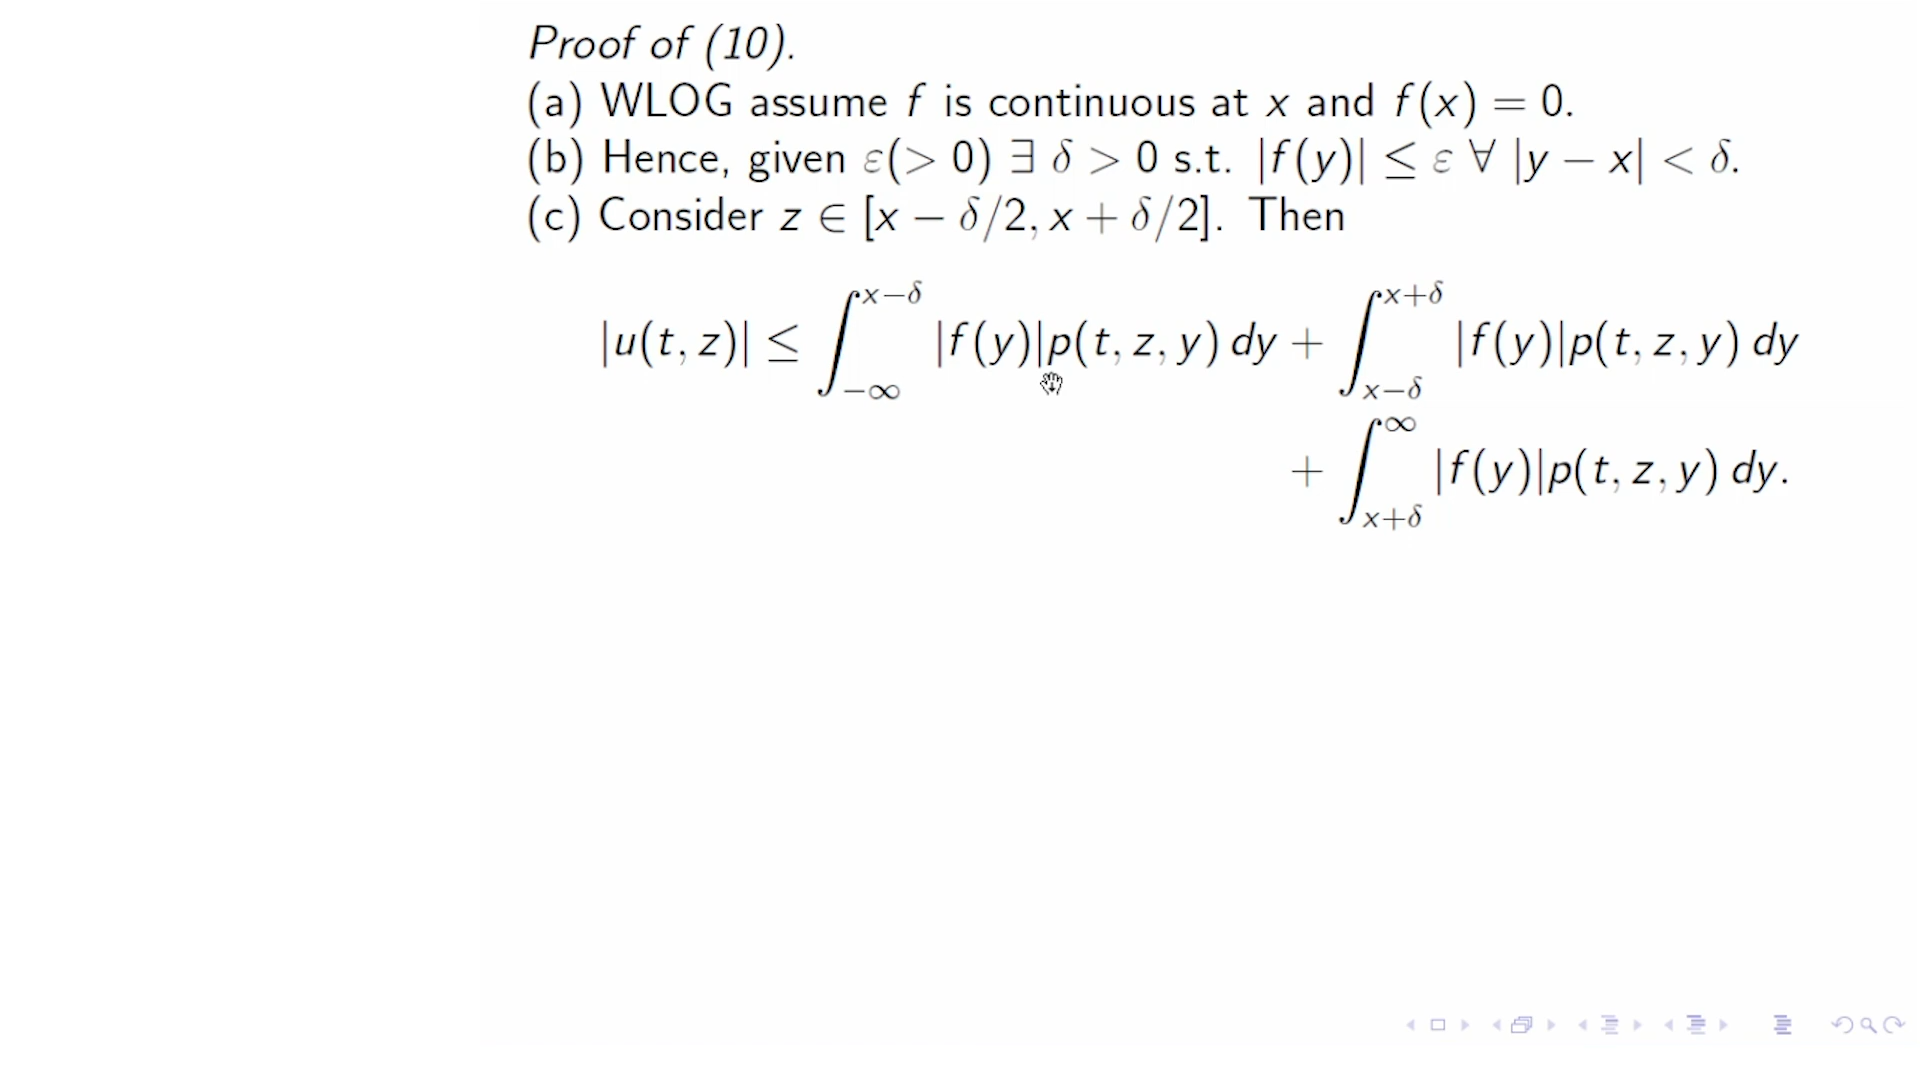 Proof of (10).
(a) WLOG assume f is continuous at x and f(x) = 0.
(b) Hence, given ε(> 0) ∃ δ > 0 s.t. |f(y)| ≤ ε ∀ |y − x| < δ.
(c) Consider z ∈ [x − δ/2, x + δ/2]. Then
|u(t, z)| ≤ ∫_{−∞}^{x−δ} |f(y)|p(t, z, y) dy + ∫_{x−δ}^{x+δ} |f(y)|p(t, z, y) dy
+ ∫_{x+δ}^{∞} |f(y)|p(t, z, y) dy.